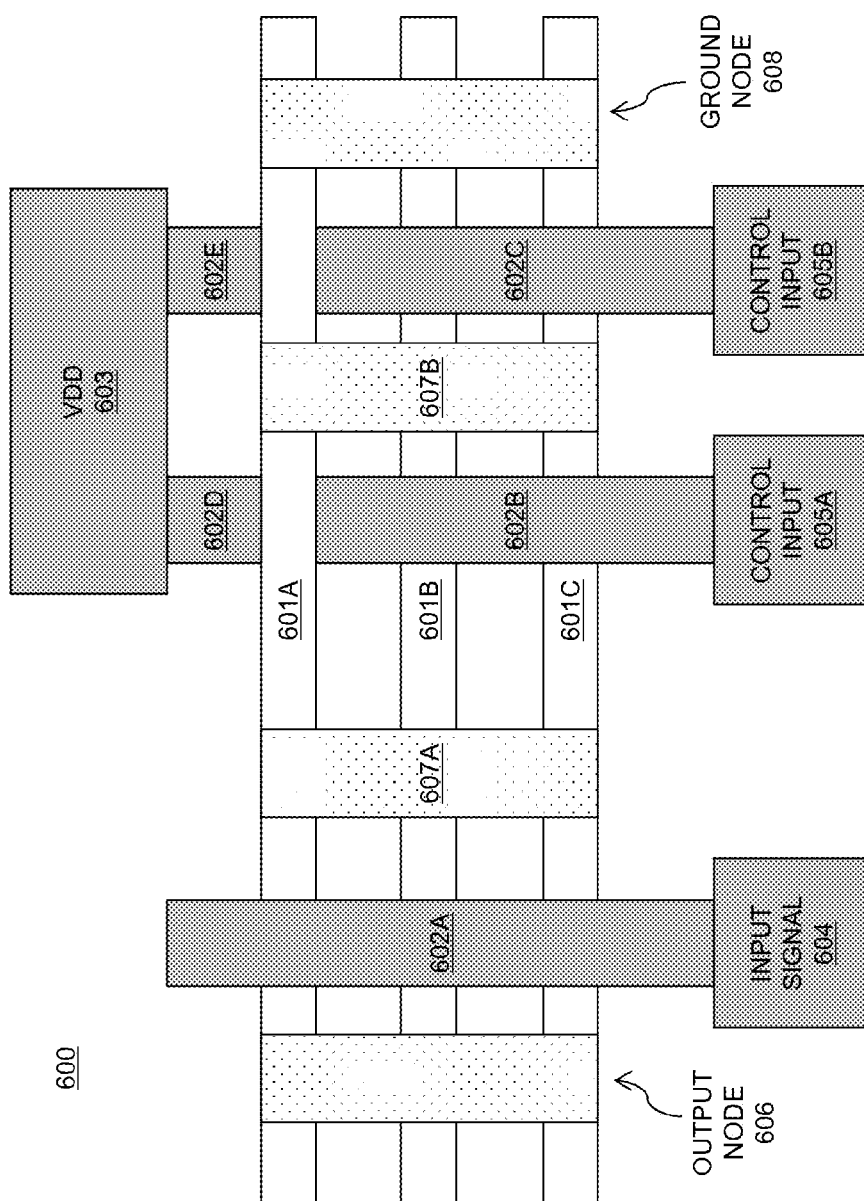 600
VDD
603
602D
602E
601A
601B
601C
602A
607A
602B
607B
602C
OUTPUT
NODE
606
INPUT
SIGNAL
604
CONTROL
INPUT
605A
CONTROL
INPUT
605B
GROUND
NODE
608